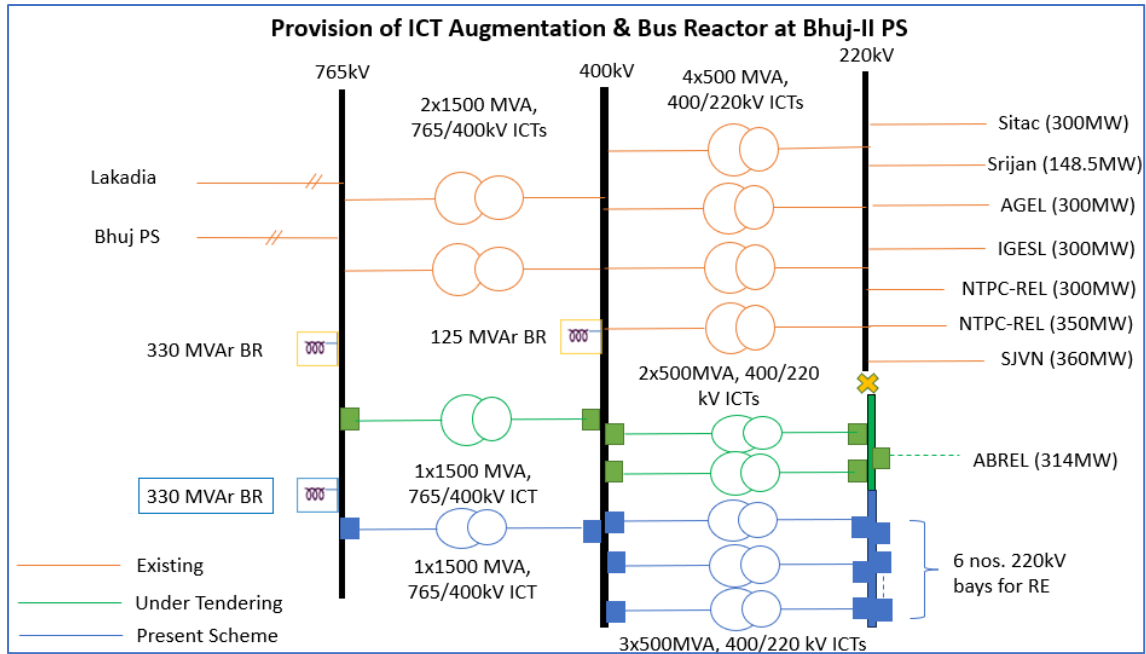 Provision of ICT Augmentation & Bus Reactor at Bhuj-II PS
765kV
400kV
220kV
2x1500 MVA,
765/400kV ICTs
4x500 MVA,
400/220kV ICTs
Lakadia
Bhuj PS
Sitac (300MW)
Srijan (148.5MW)
AGEL (300MW)
IGESL (300MW)
NTPC-REL (300MW)
NTPC-REL (350MW)
SJVN (360MW)
330 MVAr BR
125 MVAr BR
2x500MVA, 400/220
kV ICTs
ABREL (314MW)
1x1500 MVA,
765/400kV ICT
330 MVAr BR
1x1500 MVA,
765/400kV ICT
6 nos. 220kV
bays for RE
3x500MVA, 400/220 kV ICTs
Existing
Under Tendering
Present Scheme